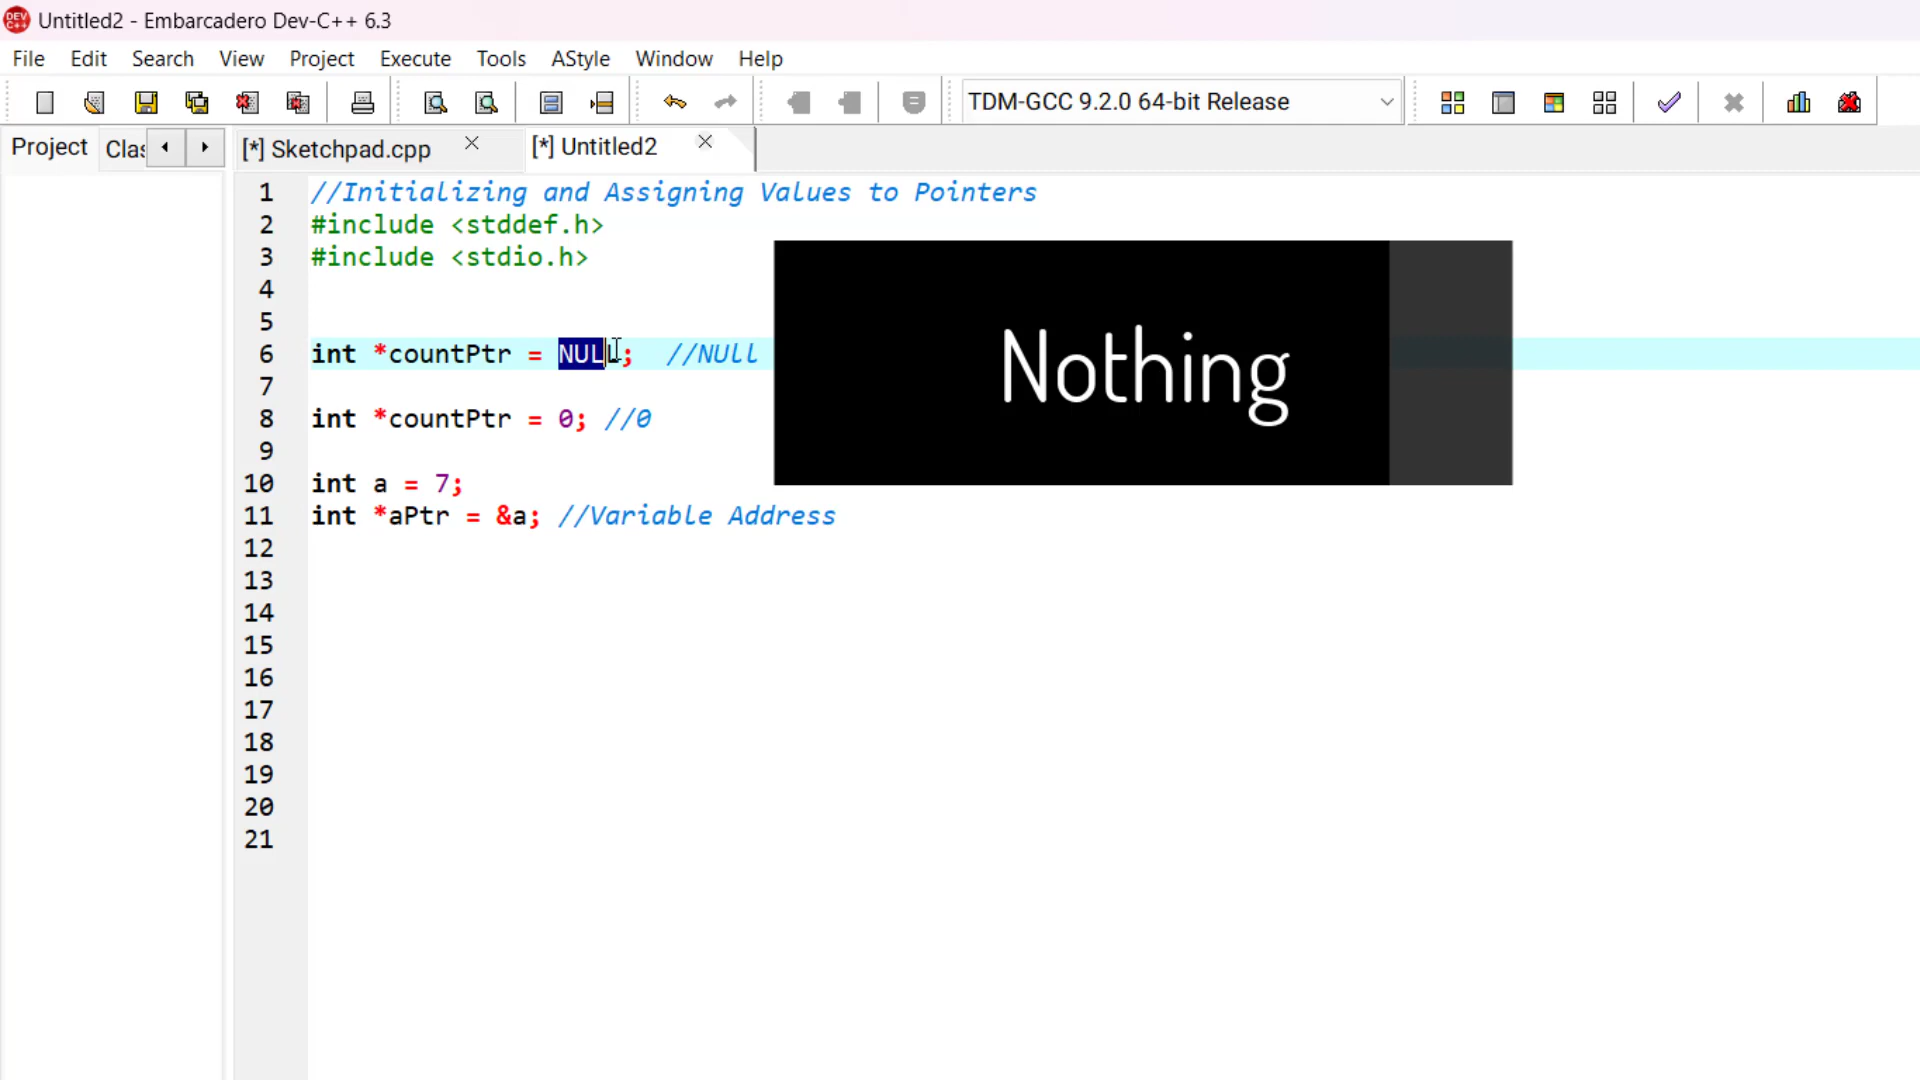 Untitled2 - Embarcadero Dev-C++ 6.3
File Edit Search View Project Execute Tools AStyle Window Help
TDM-GCC 9.2.0 64-bit Release
Project Clas [*] Sketchpad.cpp [*] Untitled2
1 //Initializing and Assigning Values to Pointers
2 #include <stddef.h>
3 #include <stdio.h>
4
5
6 int *countPtr = NULL; //NUll
7
8 int *countPtr = 0; //0
9
10 int a = 7;
11 int *aPtr = &a; //Variable Address
12
13
14
15
16
17
18
19
20
21
Nothing